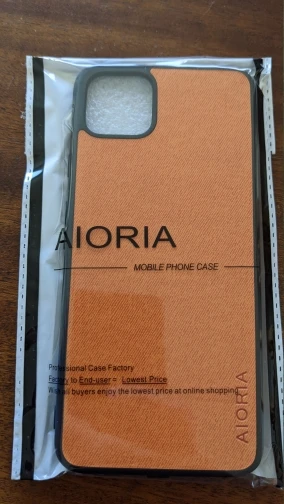 AIORIA
MOBILE PHONE CASE
Professional Case Factory
Factory to End-user = Lowest Price
buyers enjoy the lowest price at online shopping
AIORIA